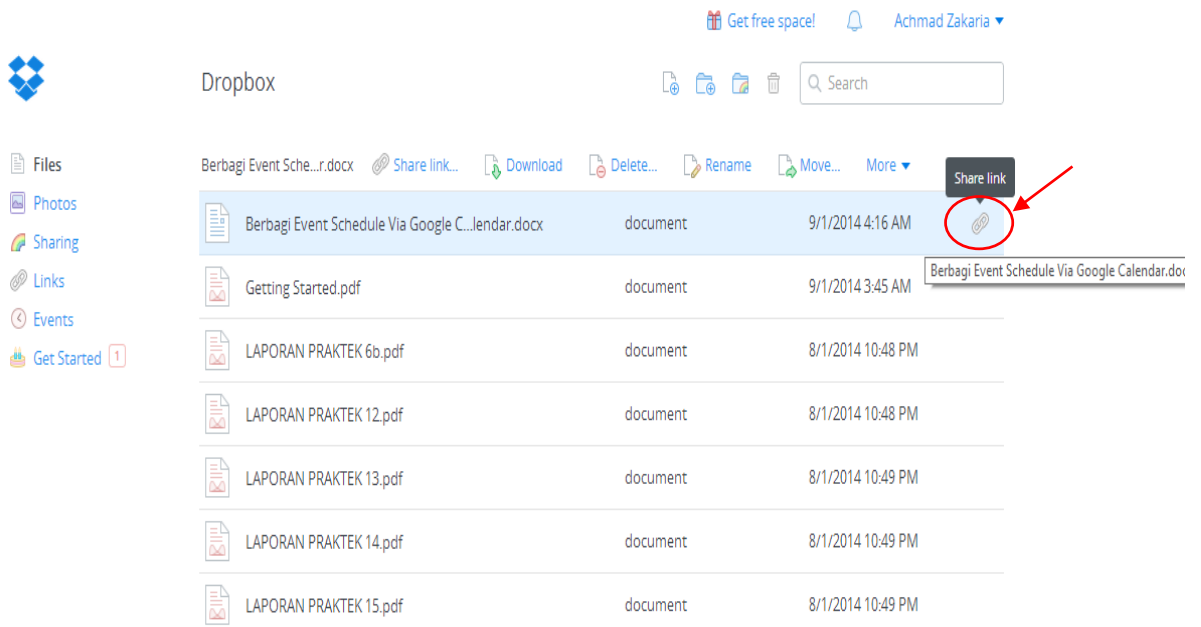 Get free space! Achmad Zakaria
Dropbox
Search
Files
Photos
Sharing
Links
Events
Get Started 1
Berbagi Event Sche...r.docx Share link... Download Delete... Rename Move... More
Share link
Berbagi Event Schedule Via Google C...lendar.docx document 9/1/2014 4:16 AM
Berbagi Event Schedule Via Google Calendar.doc
Getting Started.pdf document 9/1/2014 3:45 AM
LAPORAN PRAKTEK 6b.pdf document 8/1/2014 10:48 PM
LAPORAN PRAKTEK 12.pdf document 8/1/2014 10:48 PM
LAPORAN PRAKTEK 13.pdf document 8/1/2014 10:49 PM
LAPORAN PRAKTEK 14.pdf document 8/1/2014 10:49 PM
LAPORAN PRAKTEK 15.pdf document 8/1/2014 10:49 PM